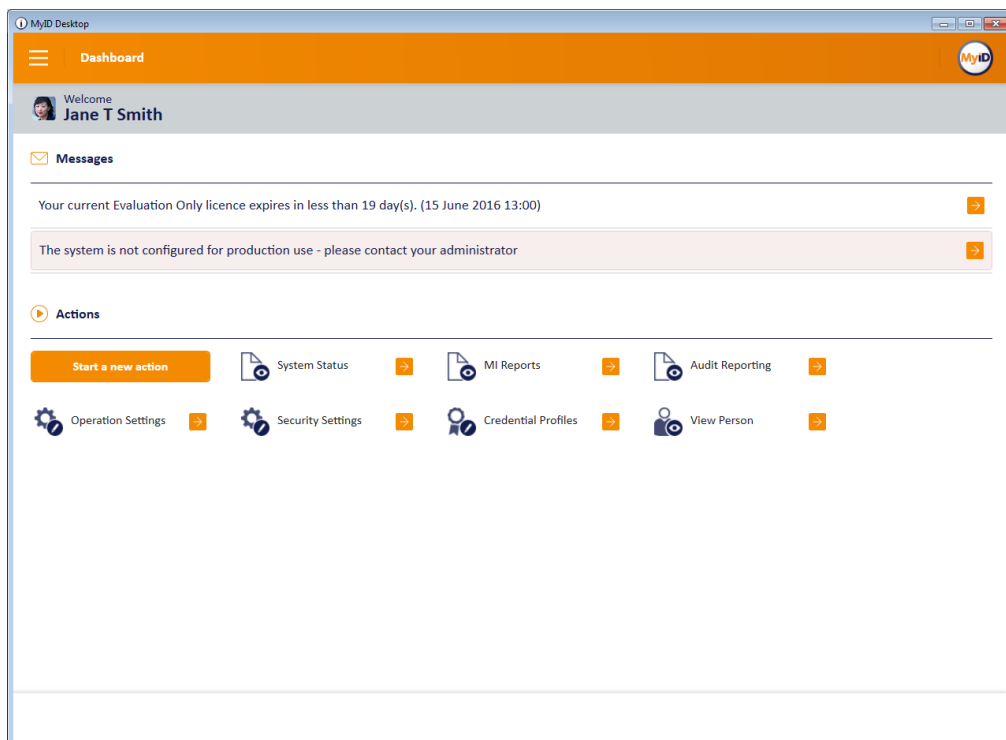 MyID Desktop
Dashboard
MyID
Welcome
Jane T Smith
Messages
Your current Evaluation Only licence expires in less than 19 day(s). (15 June 2016 13:00)
The system is not configured for production use - please contact your administrator
Actions
Start a new action
System Status
MI Reports
Audit Reporting
Operation Settings
Security Settings
Credential Profiles
View Person